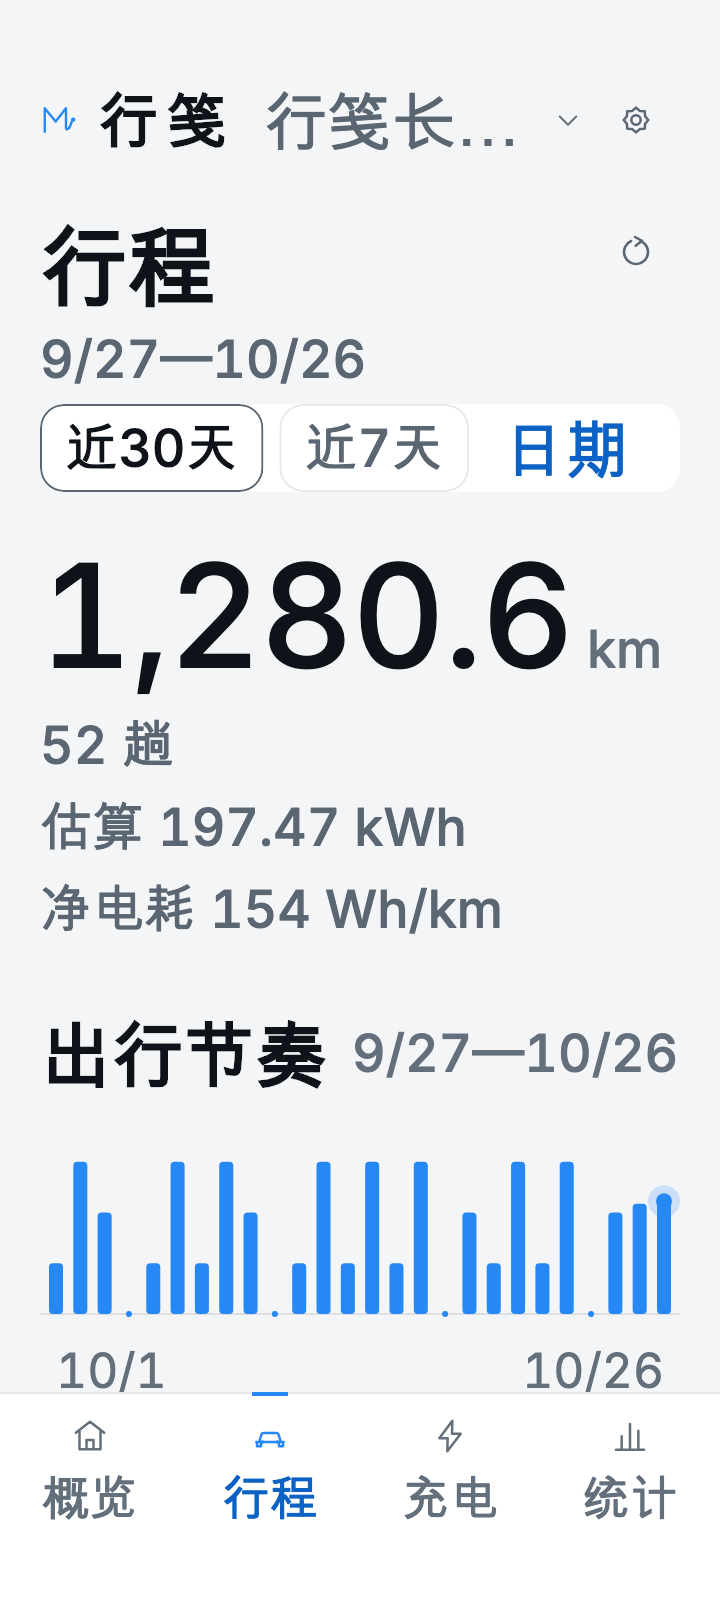 行笺 行笺长...
行程
9/27—10/26
近30天 近7天 日期
1,280.6 km
52 趟
估算 197.47 kWh
净电耗 154 Wh/km
出行节奏 9/27—10/26
10/1 10/26
概览 行程 充电 统计